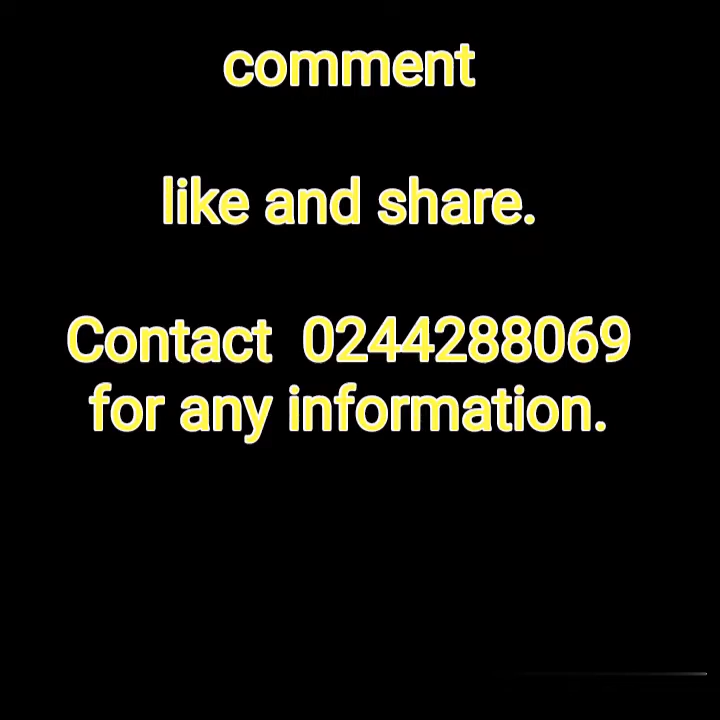 comment
like and share.
Contact 0244288069
for any information.